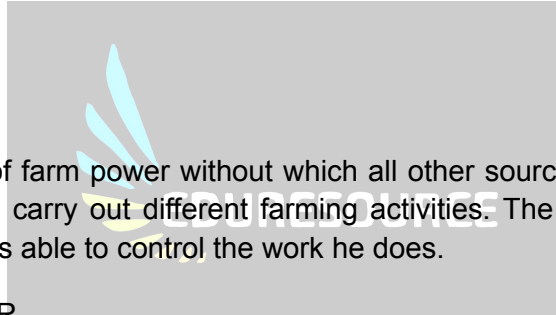 of farm power without which all other sourc
carry out different farming activities. The
EDURESOURCE
s able to control the work he does.
R